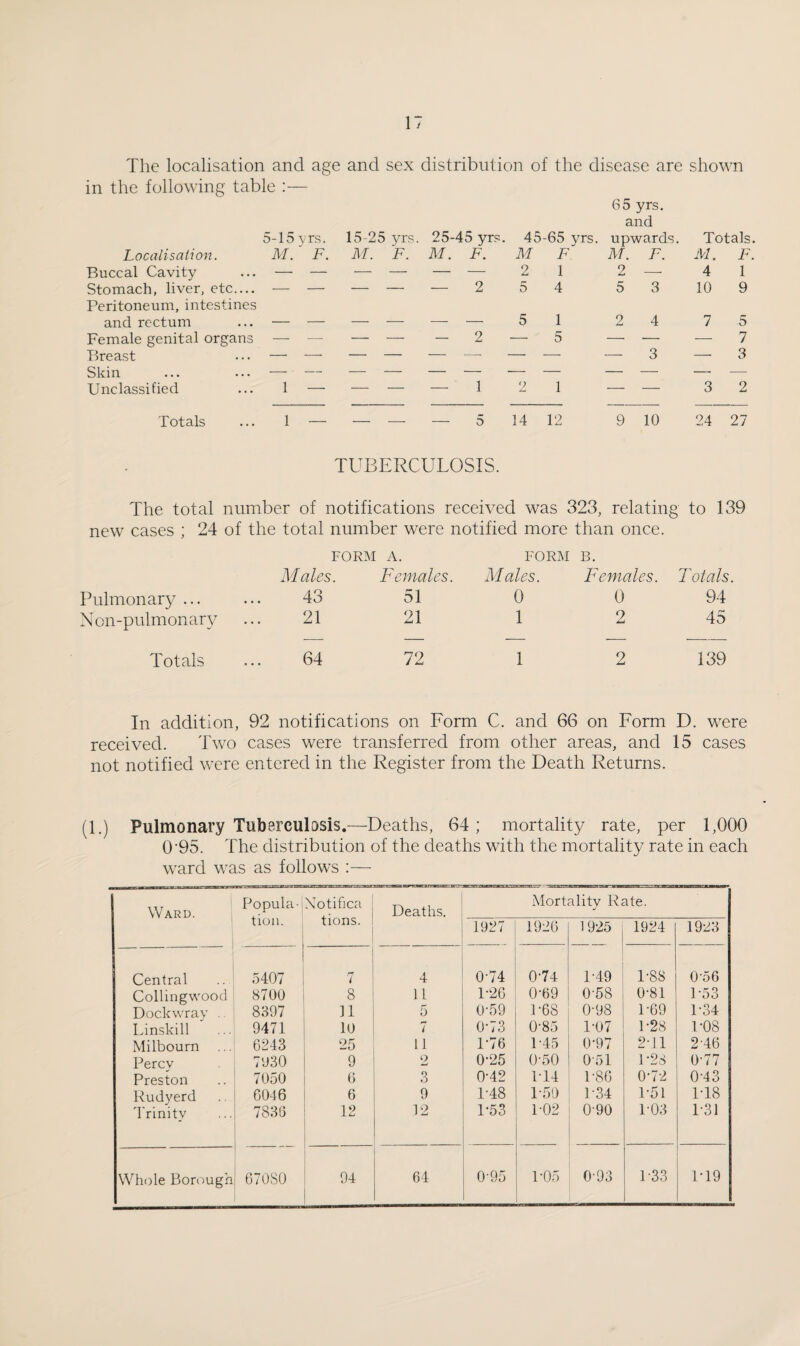 17
The localisation and age and sex distribution of the disease are shown
in the following table :—
65 yrs.
and
5-15 yrs. 15-25 yrs. 25-45 yrs. 45-65 yrs. upwards. Totals.
Localisation. M. F. M. F. M. F. M F. M. F. M. F.
Buccal Cavity ... — — — — — — 2 1 2 — 4 1
Stomach, liver, etc.... — — — — — 2 5 4 5 3 10 9
Peritoneum, intestines
and rectum ... — — — — — — 5 1 2 4 7 5
Female genital organs — — — — — 2 — 5 — — — 7
Breast ... — — — — — — — — — 3 — 3
Skin ... ... — — — — — — — — — — — —
Unclassified ... 1 — — — — 1 2 1 — — 3 2
Totals ... 1 — — — — 5 14 12 9 10 24 27
TUBERCULOSIS.
The total number of notifications received was 323, relating to 139
new cases ; 24 of the total number were notified more than once.
FORM A. FORM B.
Males. Females. Males. Females. Totals.
Pulmonary ... ... 43 51 0 0 94
Non-pulmonary ... 21 21 1 2 45
Totals ... 64 72 1 2 139
In addition, 92 notifications on Form C. and 66 on Form D. were
received. Two cases were transferred from other areas, and 15 cases
not notified were entered in the Register from the Death Returns.
(1.) Pulmonary Tuberculosis.—Deaths, 64 ; mortality rate, per 1,000
0·95. The distribution of the deaths with the mortality rate in each
ward was as follows :—
Ward. Popula- Notifica Deaths. Mortality Rate.
tion. tions. 1927 1926 1925 1924 1923
Central .. 5407 7 4 0·74 0·74 1·49 1·88 0·56
Collingwood 8700 8 11 1·26 0·69 0·58 0·81 1·53
Dockwray .. 8397 11 5 0·59 1·68 0·98 1·69 1·34
Linskill ... 9471 10 7 0·73 0·85 1·07 1·28 1·08
Milbourn ... 6243 25 11 1·76 1·45 0·97 2·11 2·46
Percy 7930 9 2 0·25 0·50 0·51 1·28 0·77
Preston .. 7050 6 3 0·42 1·14 1·86 0·72 0·43
Rudyerd .. 6046 6 9 1·48 1·50 1·34 1·51 1·18
Trinity ... 7836 12 12 1·53 1·02 0·90 1·03 1·31
Whole Borough 67080 94 64 0·95 1·05 0·93 1·33 1·19